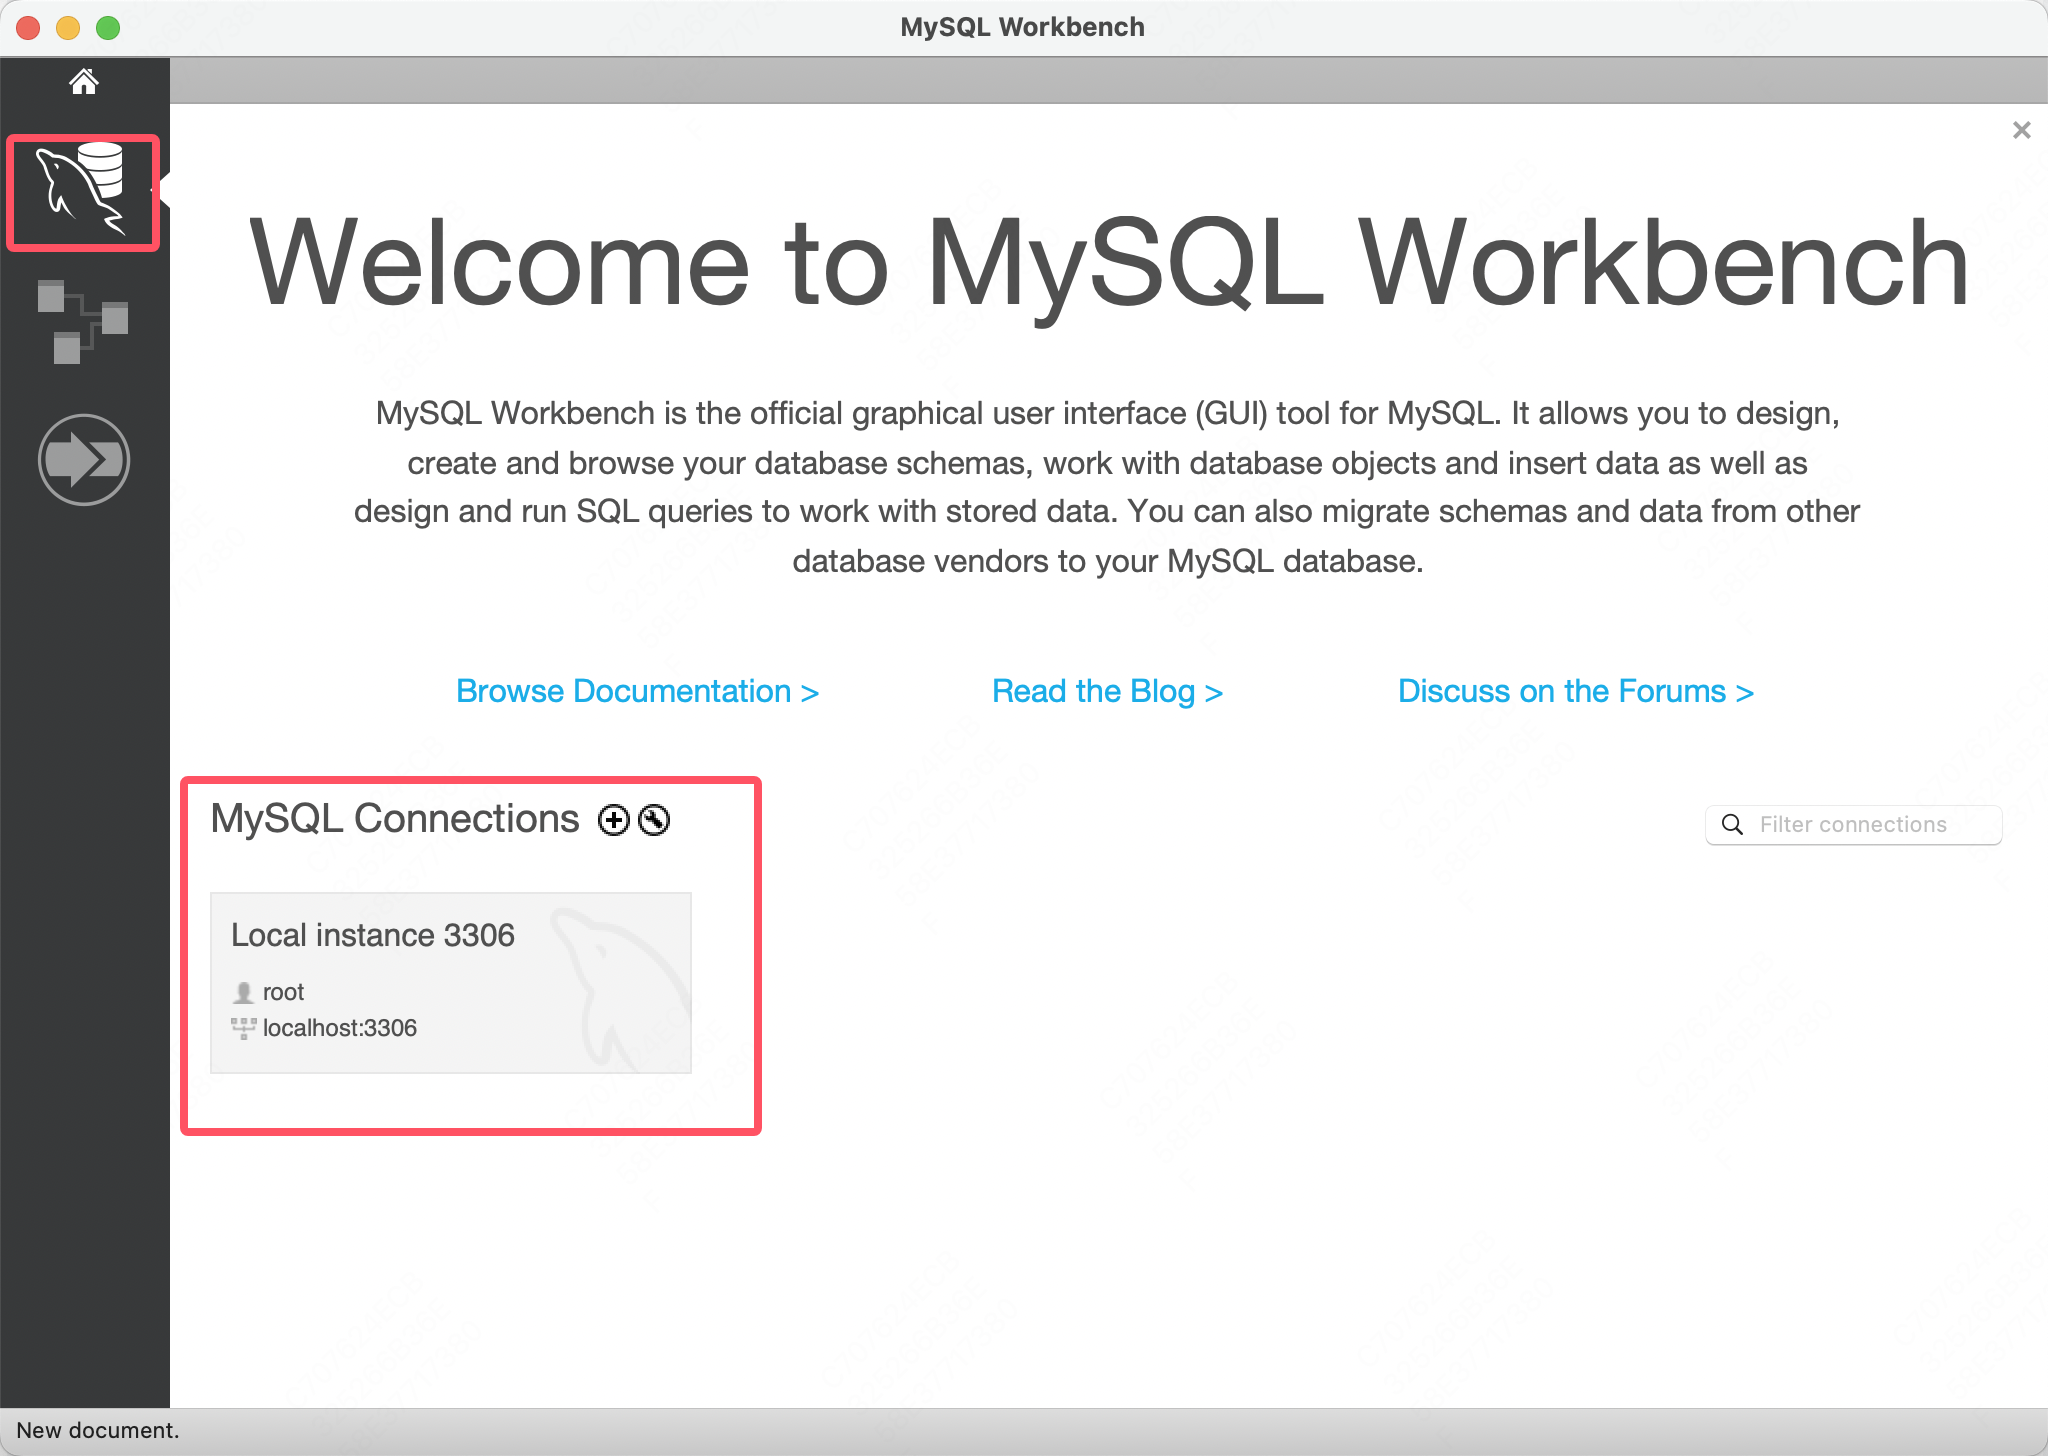 MySQL Workbench
Welcome to MySQL Workbench
MySQL Workbench is the official graphical user interface (GUI) tool for MySQL. It allows you to design,
create and browse your database schemas, work with database objects and insert data as well as
design and run SQL queries to work with stored data. You can also migrate schemas and data from other
database vendors to your MySQL database.
Browse Documentation >
Read the Blog >
Discuss on the Forums >
MySQL Connections
Filter connections
Local instance 3306
root
localhost:3306
New document.